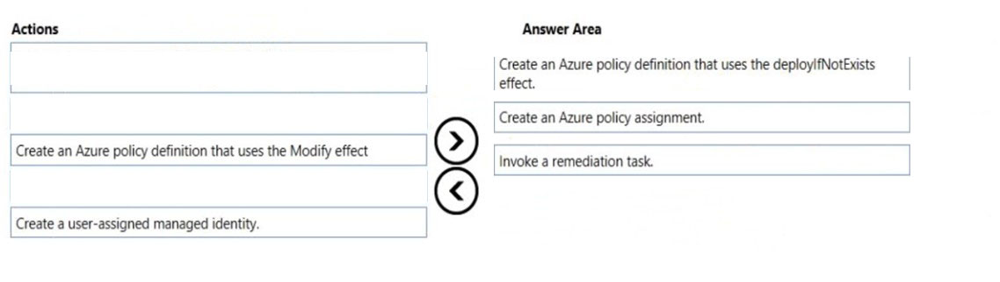 Actions
Answer Area
Create an Azure policy definition that uses the deployIfNotExists
effect.
Create an Azure policy assignment.
Create an Azure policy definition that uses the Modify effect
Invoke a remediation task.
Create a user-assigned managed identity.